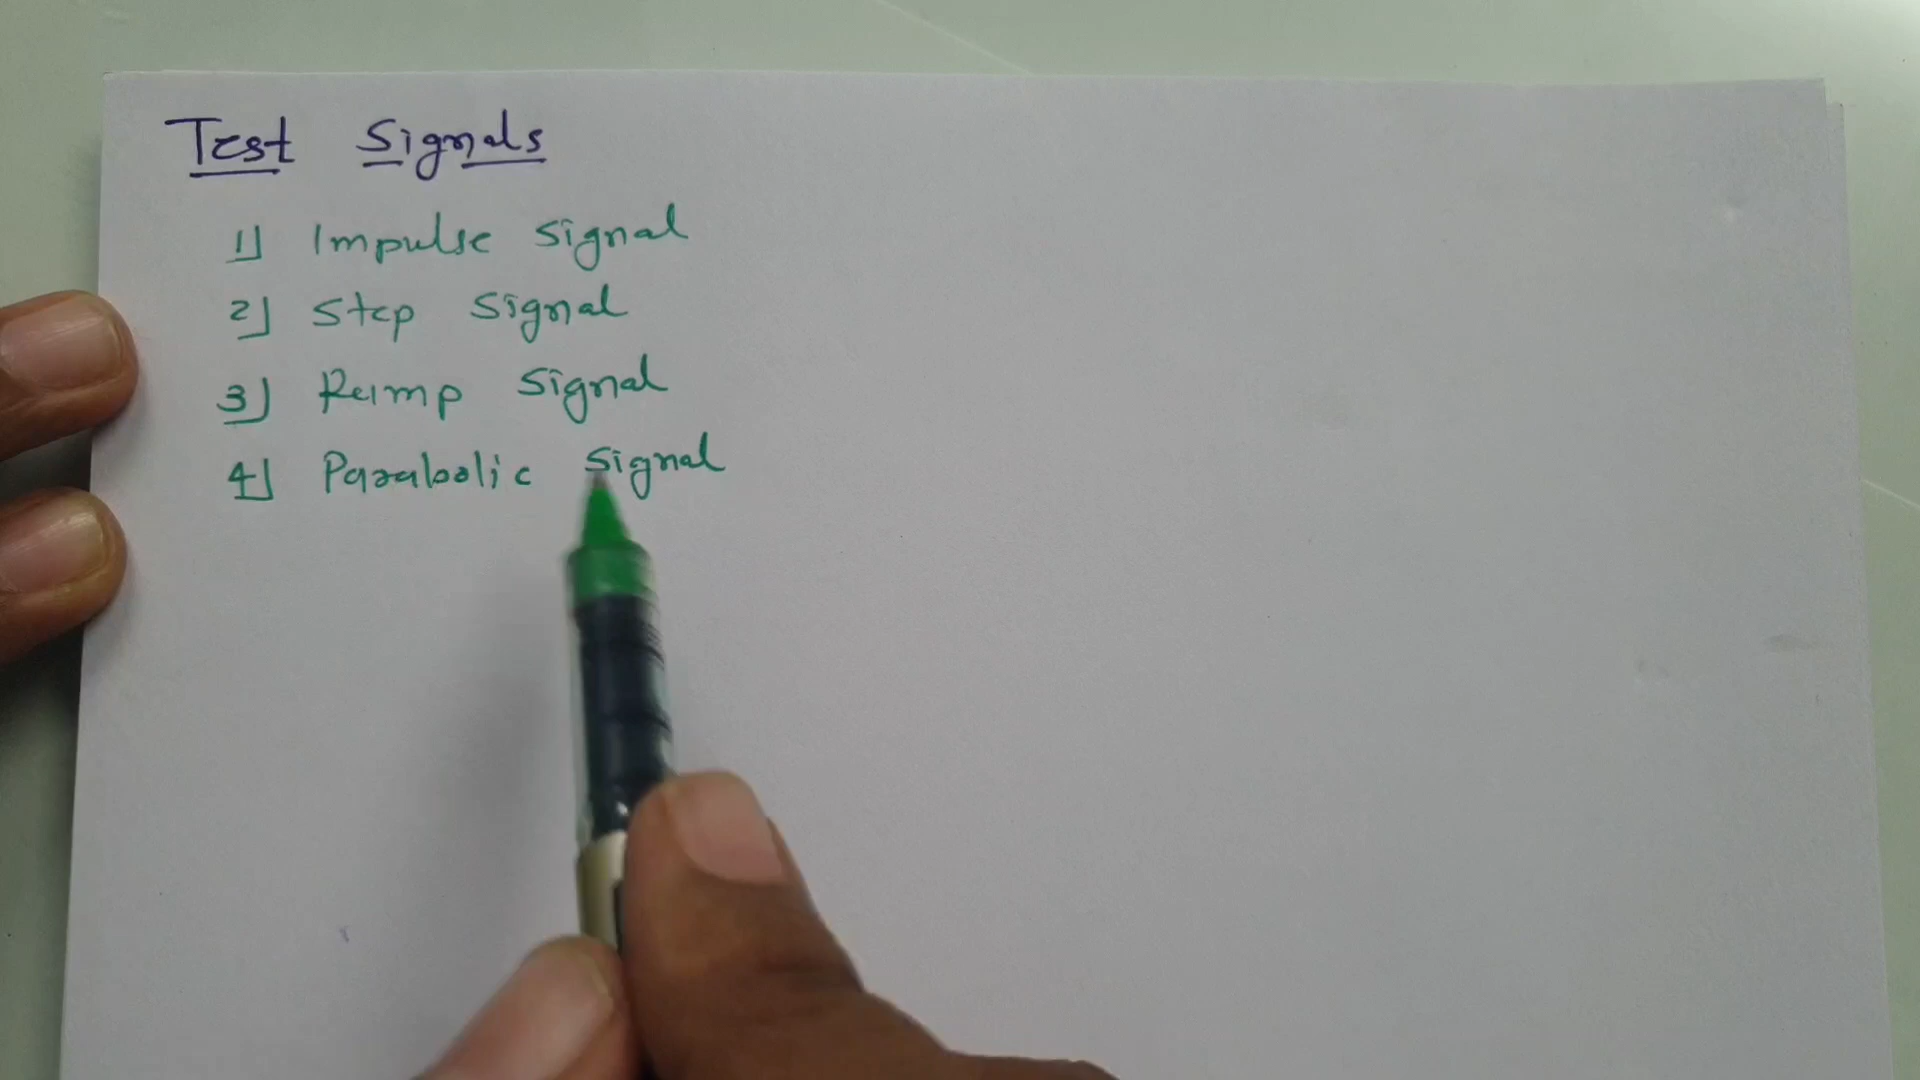 Test Signals
1] Impulse Signal
2] Step Signal
3] Ramp Signal
4] Parabolic Signal